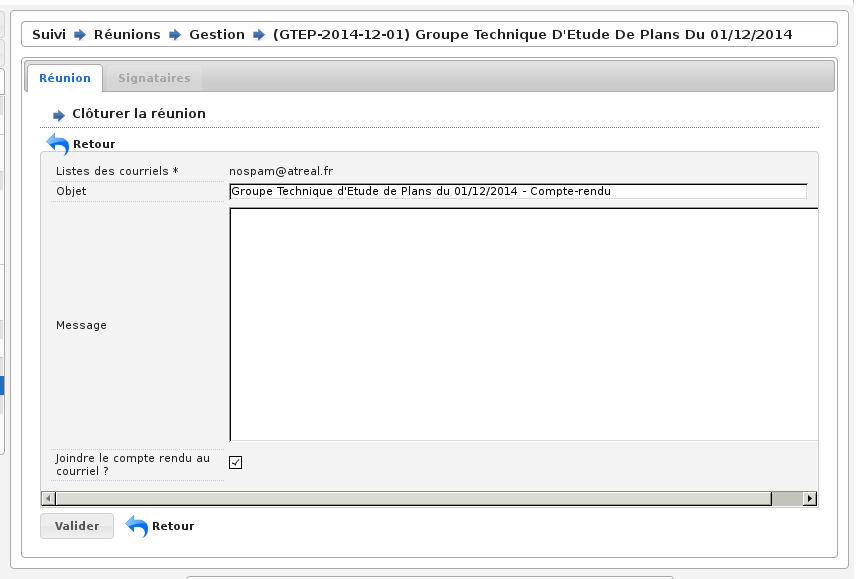 Suivi Réunions Gestion (GTEP-2014-12-01) Groupe Technique D'Etude De Plans Du 01/12/2014
Réunion Signataires
Clôturer la réunion
Retour
Listes des courriels * nospam@atreal.fr
Objet Groupe Technique d'Etude de Plans du 01/12/2014 - Compte-rendu
Message
Joindre le compte rendu au
courriel ?
Valider Retour